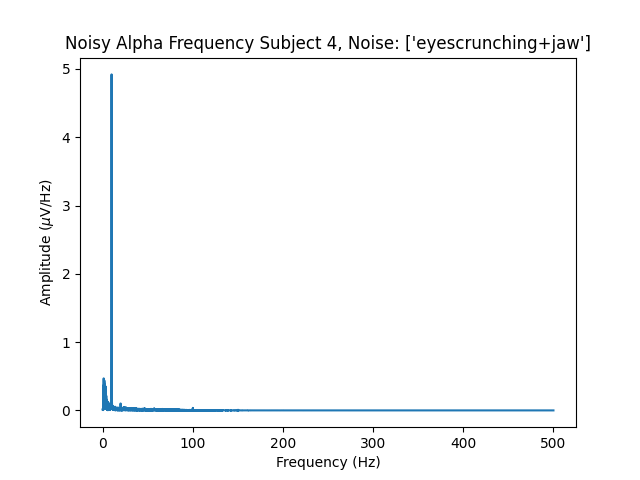 Noisy Alpha Frequency Subject 4, Noise: ['eyescrunching+jaw']
5
4
3
2
1
0
Amplitude (μV/Hz)
0 100 200 300 400 500
Frequency (Hz)